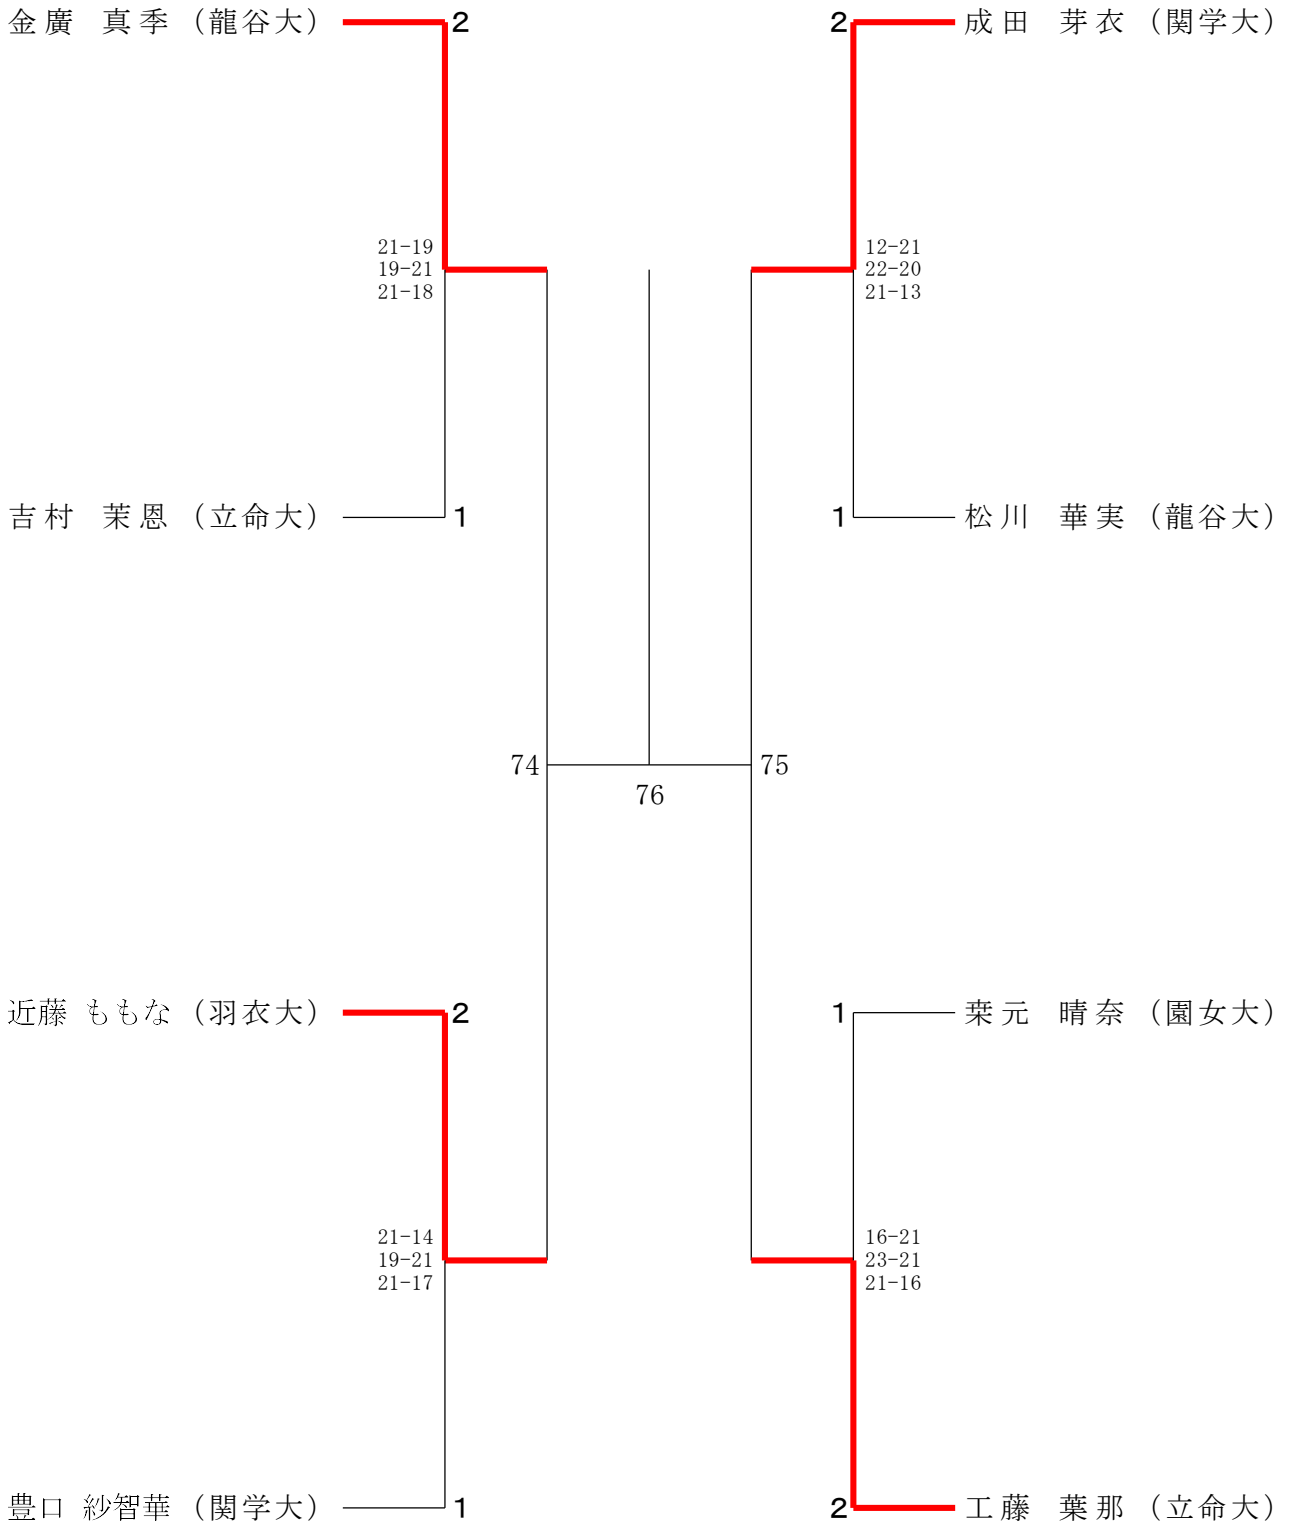 金廣 真季 (龍谷大) 2
2 成田 芽衣 (関学大)
21-19
19-21
21-18
12-21
22-20
21-13
吉村 茉恩 (立命大) 1
1 松川 華実 (龍谷大)
74
75
76
近藤 ももな (羽衣大) 2
1 桒元 晴奈 (園女大)
21-14
19-21
21-17
16-21
23-21
21-16
豊口 紗智華 (関学大) 1
2 工藤 葉那 (立命大)